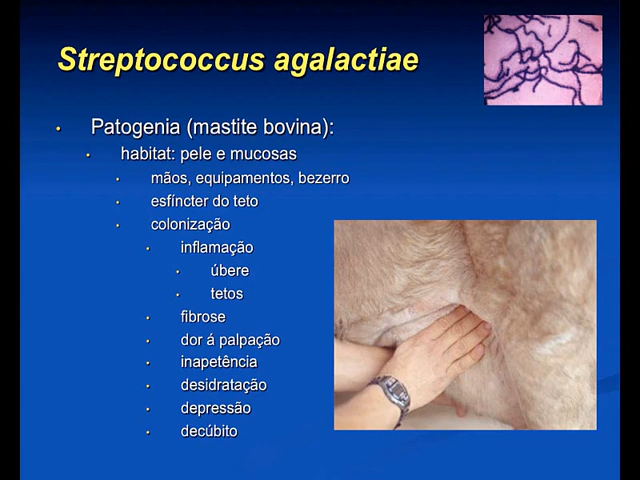 Streptococcus agalactiae
Patogenia (mastite bovina):
habitat: pele e mucosas
mãos, equipamentos, bezerro
esfíncter do teto
colonização
inflamação
úbere
tetos
fibrose
dor á palpação
inapetência
desidratação
depressão
decúbito